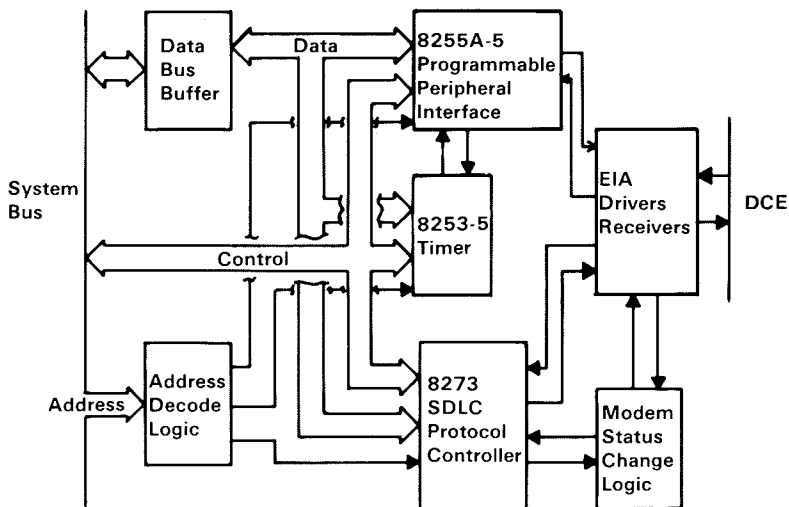 Data
Bus
Buffer
Data
8255A-5
Programmable
Peripheral
Interface
System
Bus
8253-5
Timer
EIA
Drivers
Receivers
DCE
Control
Address
Address
Decode
Logic
8273
SDLC
Protocol
Controller
Modem
Status
Change
Logic